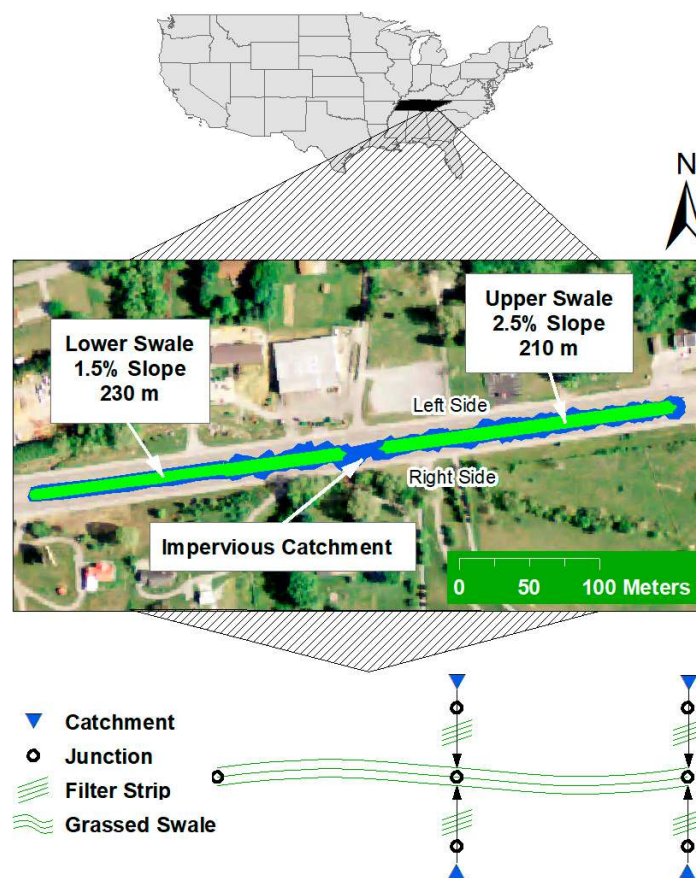 N
Upper Swale
2.5% Slope
210 m
Lower Swale
1.5% Slope
230 m
Left Side
Right Side
Impervious Catchment
0 50 100 Meters
Catchment
Junction
Filter Strip
Grassed Swale